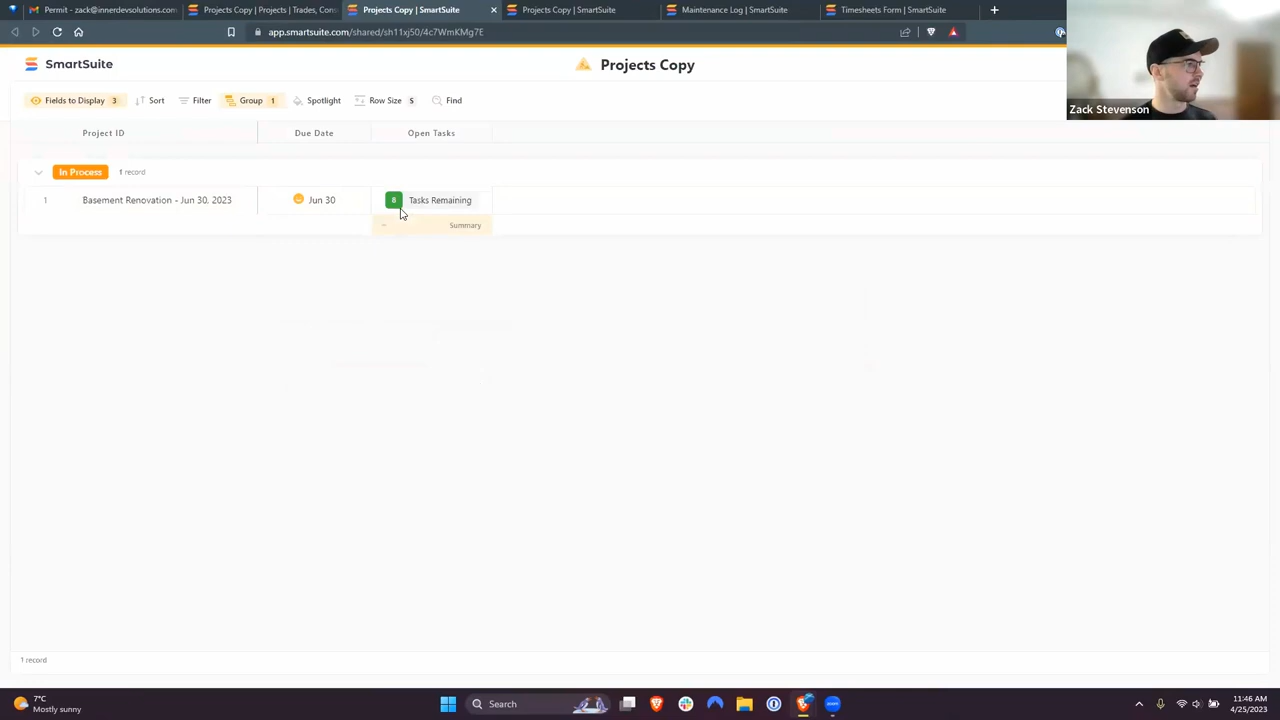 Permit - zack@innerdevsolutions.com
Projects Copy | Projects | Trades, Cons
Projects Copy | SmartSuite
Projects Copy | SmartSuite
Maintenance Log | SmartSuite
Timesheets Form | SmartSuite
app.smartsuite.com/shared/sh11xj50/4c7WmKMg7E
SmartSuite
Projects Copy
Zack Stevenson
Fields to Display 3
Sort
Filter
Group 1
Spotlight
Row Size S
Find
Project ID
Due Date
Open Tasks
In Process
1 record
1
Basement Renovation - Jun 30, 2023
Jun 30
8
Tasks Remaining
Summary
1 record
7°C
Mostly sunny
Search
zoom
11:46 AM
4/25/2023